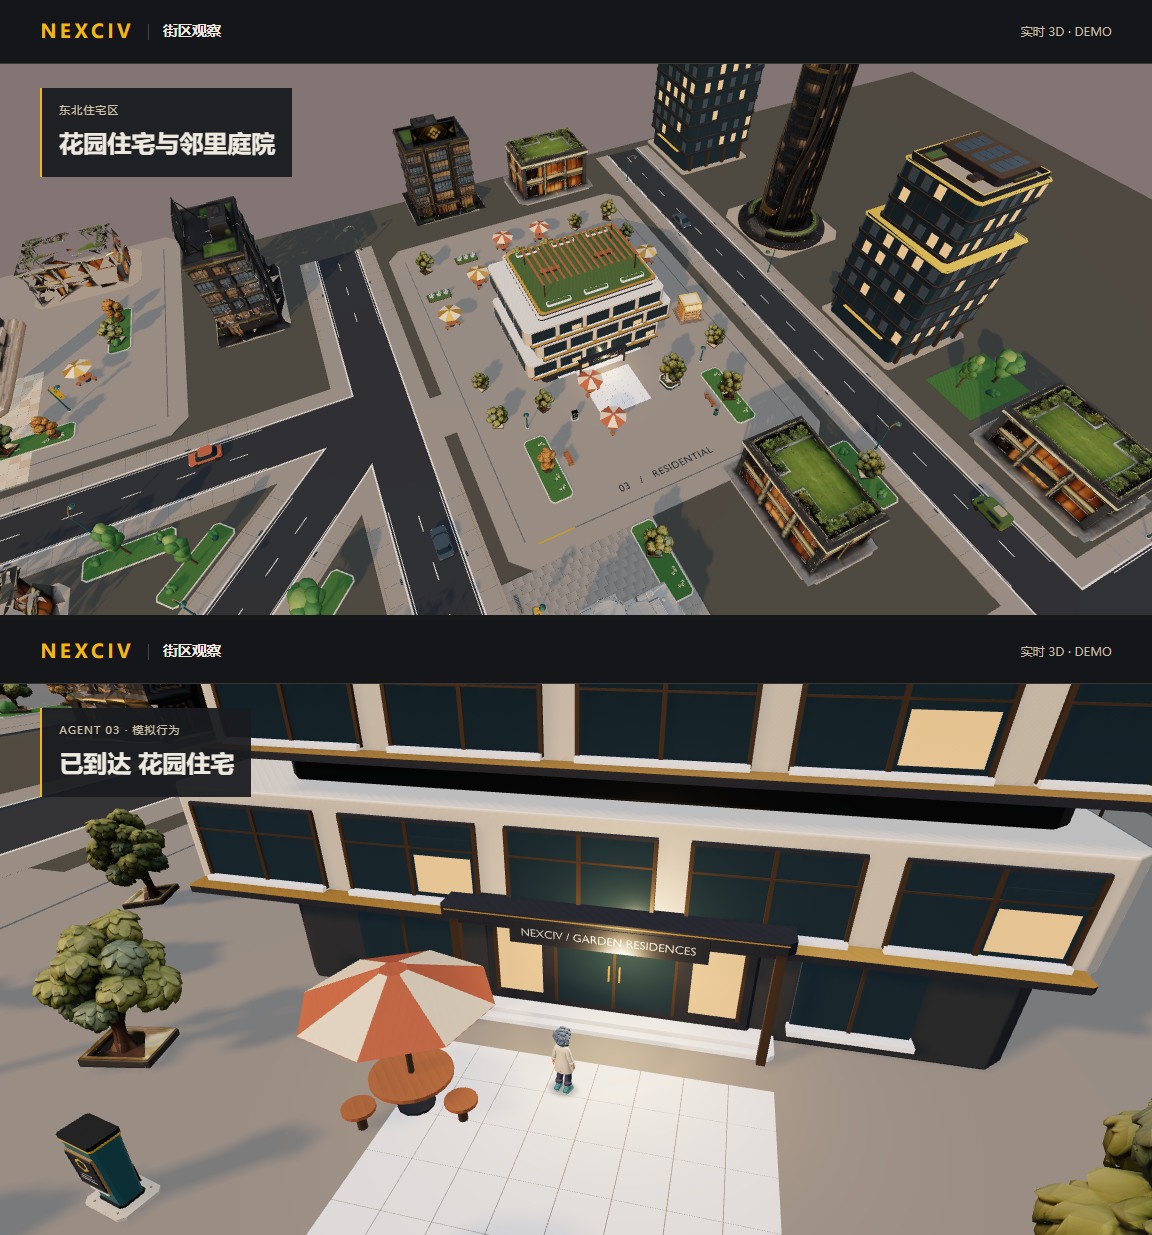 NEXCIV 街区观察 实时 3D · DEMO
东北住宅区
花园住宅与邻里庭院
03 / RESIDENTIAL
NEXCIV 街区观察 实时 3D · DEMO
AGENT 03 · 模拟行为
已到达 花园住宅
NEXCIV / GARDEN RESIDENCES